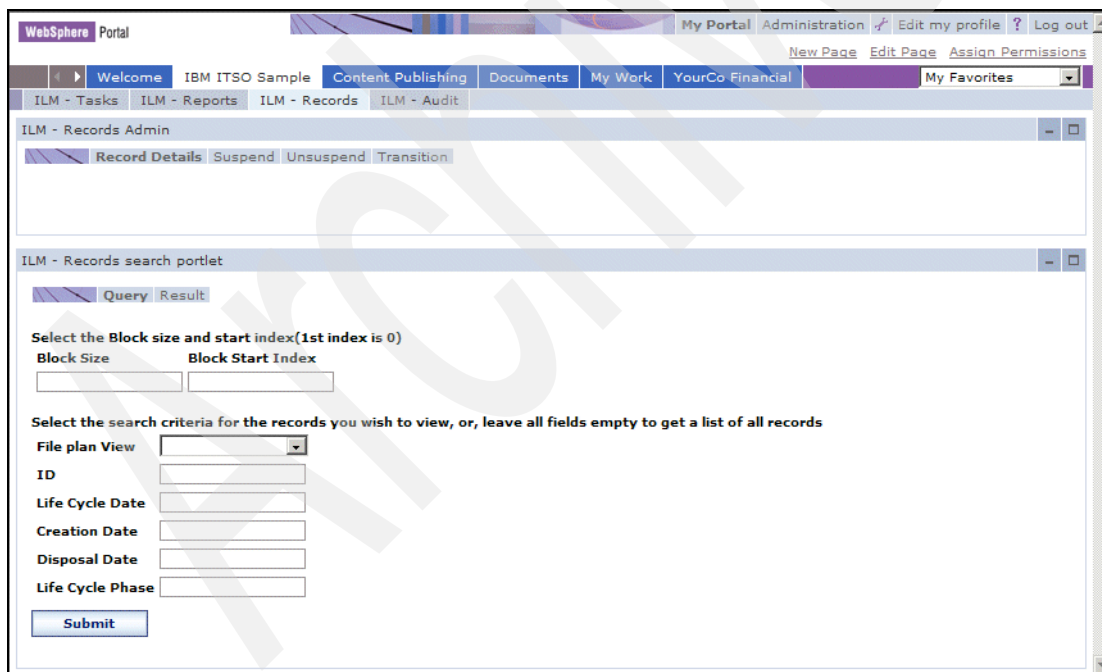 WebSphere Portal
My Portal Administration Edit my profile ? Log out
New Page Edit Page Assign Permissions
Welcome IBM ITSO Sample Content Publishing Documents My Work YourCo Financial My Favorites
ILM - Tasks ILM - Reports ILM - Records ILM - Audit
ILM - Records Admin
Record Details Suspend Unsuspend Transition
ILM - Records search portlet
Query Result
Select the Block size and start index(1st index is 0)
Block Size Block Start Index
Select the search criteria for the records you wish to view, or, leave all fields empty to get a list of all records
File plan View
ID
Life Cycle Date
Creation Date
Disposal Date
Life Cycle Phase
Submit